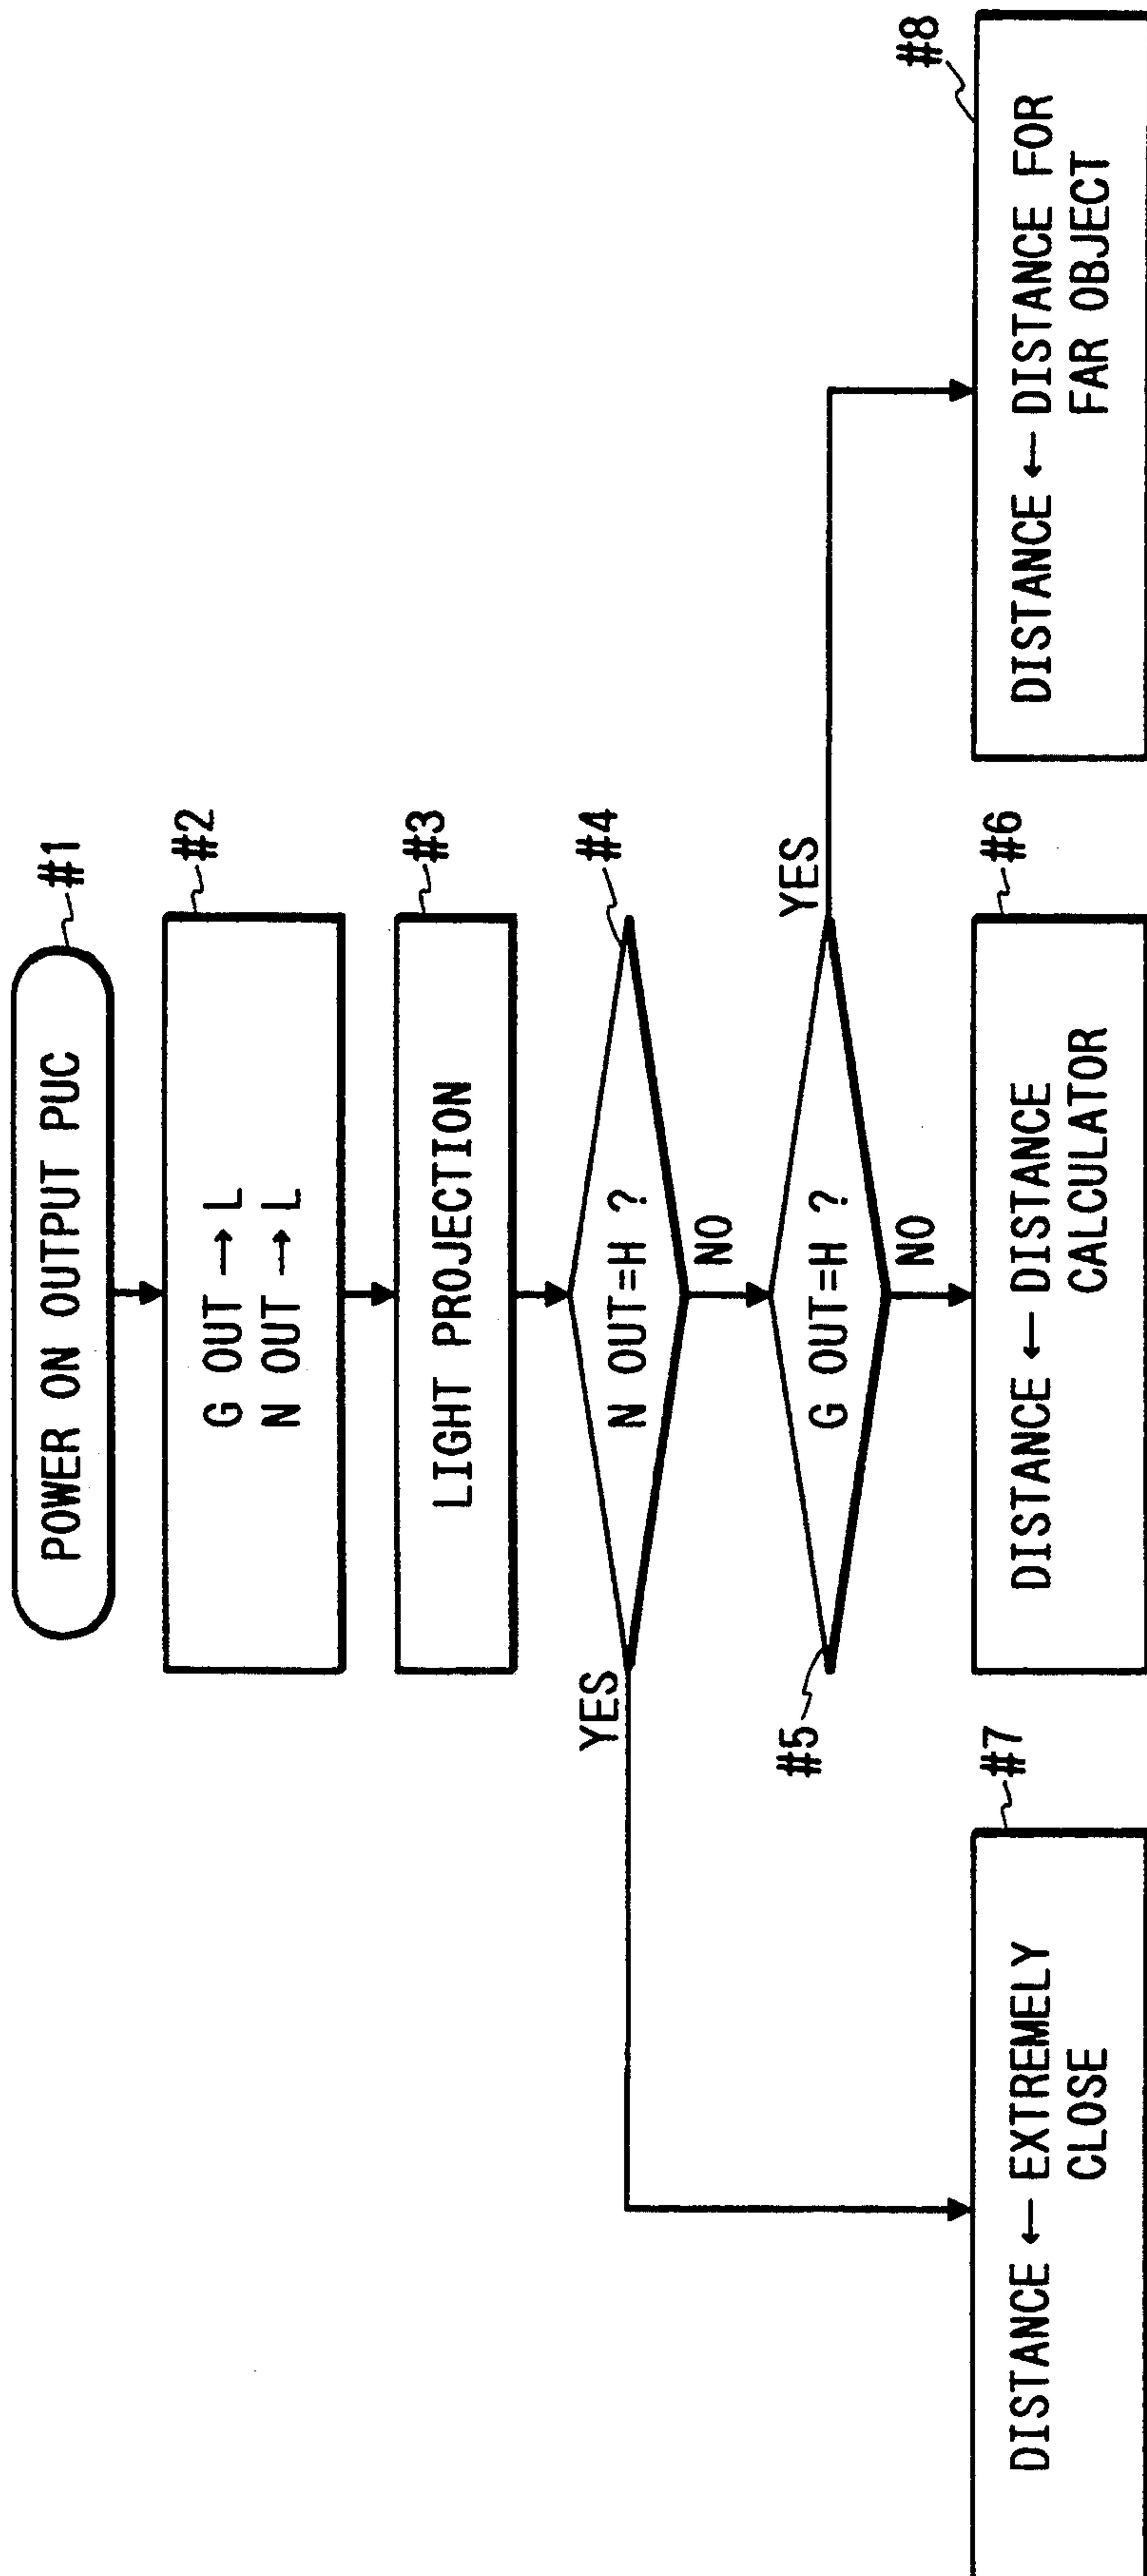 POWER ON OUTPUT PUC
#1
G OUT → L
N OUT → L
#2
LIGHT PROJECTION
#3
N OUT=H ?
#4
YES
NO
G OUT=H ?
#5
YES
NO
DISTANCE ← EXTREMELY
CLOSE
#7
DISTANCE ← DISTANCE
CALCULATOR
#6
DISTANCE ← DISTANCE FOR
FAR OBJECT
#8